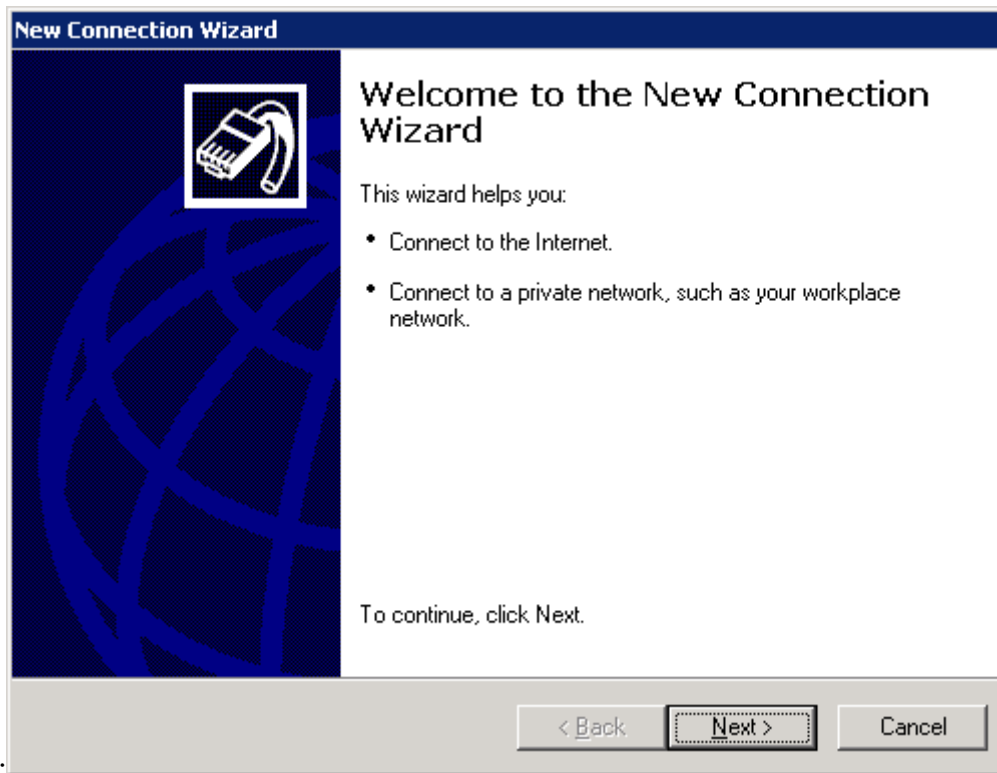 New Connection Wizard
Welcome to the New Connection
Wizard
This wizard helps you:
• Connect to the Internet.
• Connect to a private network, such as your workplace
network.
To continue, click Next.
< Back
Next >
Cancel
.